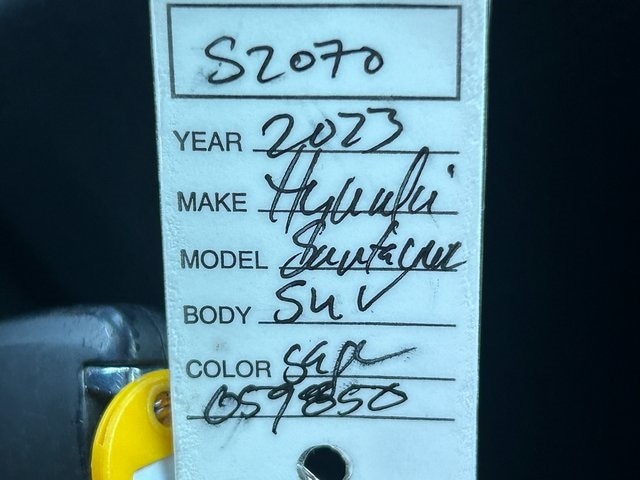 S2070
YEAR 2023
MAKE Hyundai
MODEL Santacruz
BODY SUV
COLOR
059850